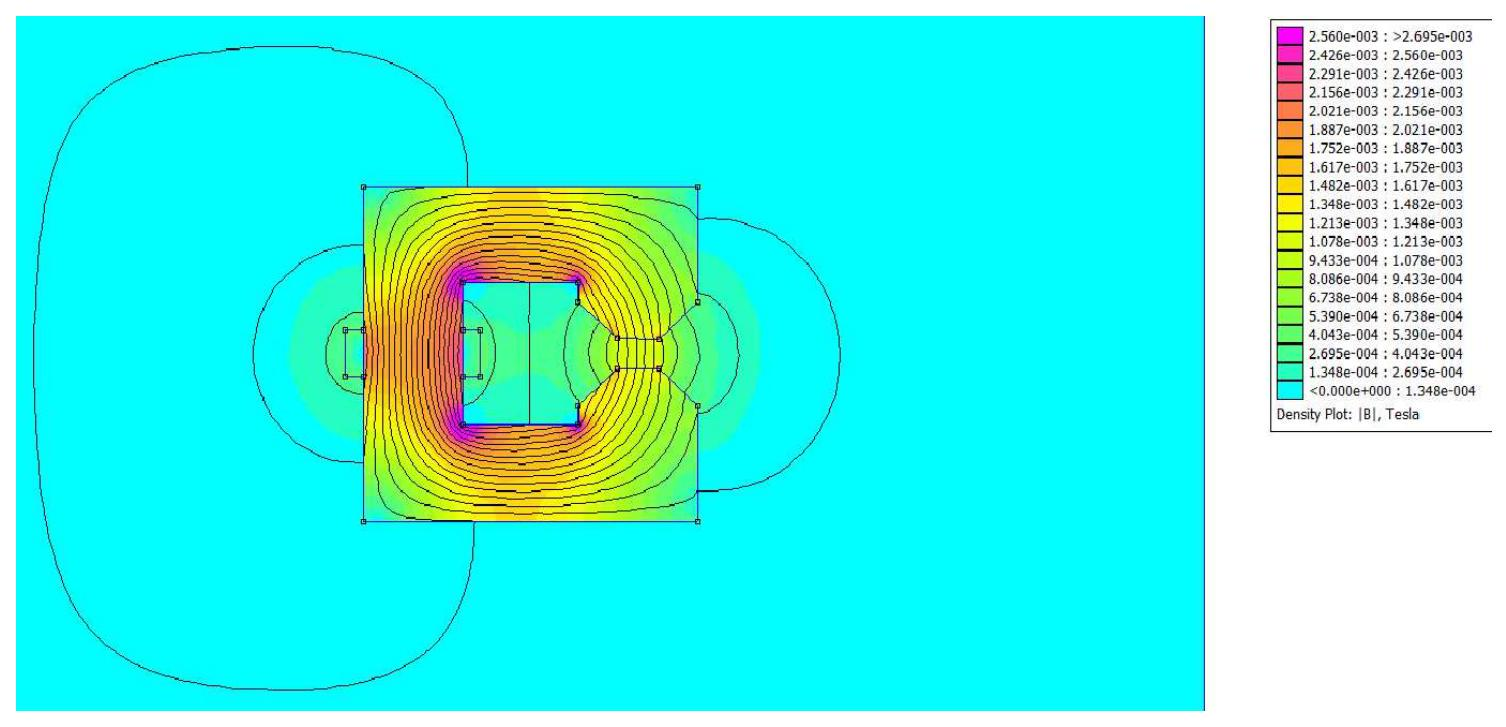 2.560e-003 : >2.695e-003
2.426e-003 : 2.560e-003
2.291e-003 : 2.426e-003
2.156e-003 : 2.291e-003
2.021e-003 : 2.156e-003
1.887e-003 : 2.021e-003
1.752e-003 : 1.887e-003
1.617e-003 : 1.752e-003
1.482e-003 : 1.617e-003
1.348e-003 : 1.482e-003
1.213e-003 : 1.348e-003
1.078e-003 : 1.213e-003
9.433e-004 : 1.078e-003
8.086e-004 : 9.433e-004
6.738e-004 : 8.086e-004
5.390e-004 : 6.738e-004
4.043e-004 : 5.390e-004
2.695e-004 : 4.043e-004
1.348e-004 : 2.695e-004
<0.000e+000 : 1.348e-004
Density Plot: |B|, Tesla